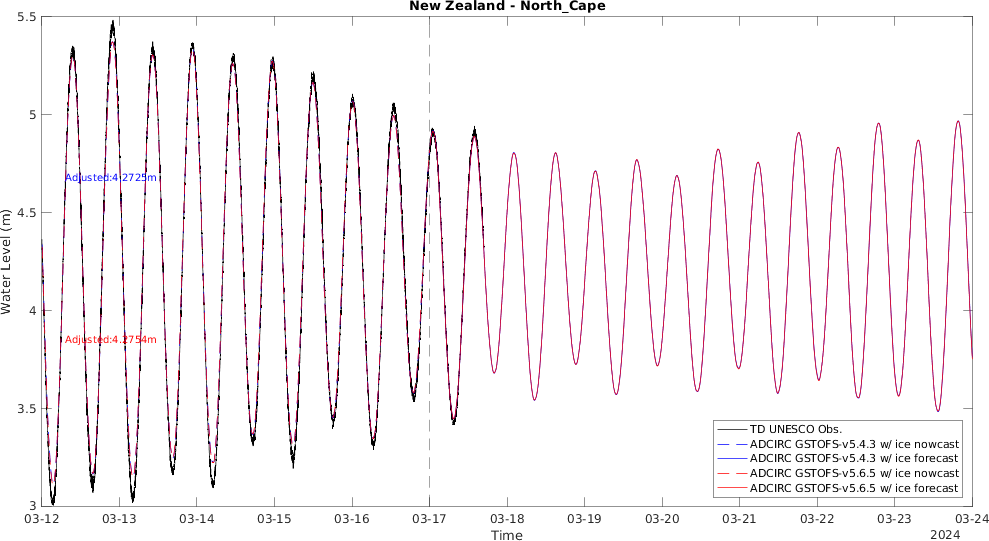 New Zealand - North_Cape
5.5
5
4.5
4
3.5
3
Water Level (m)
Adjusted:4.2725m
Adjusted:4.2754m
TD UNESCO Obs.
ADCIRC GSTOFS-v5.4.3 w/ ice nowcast
ADCIRC GSTOFS-v5.4.3 w/ ice forecast
ADCIRC GSTOFS-v5.6.5 w/ ice nowcast
ADCIRC GSTOFS-v5.6.5 w/ ice forecast
03-12 03-13 03-14 03-15 03-16 03-17 03-18 03-19 03-20 03-21 03-22 03-23 03-24
Time
2024